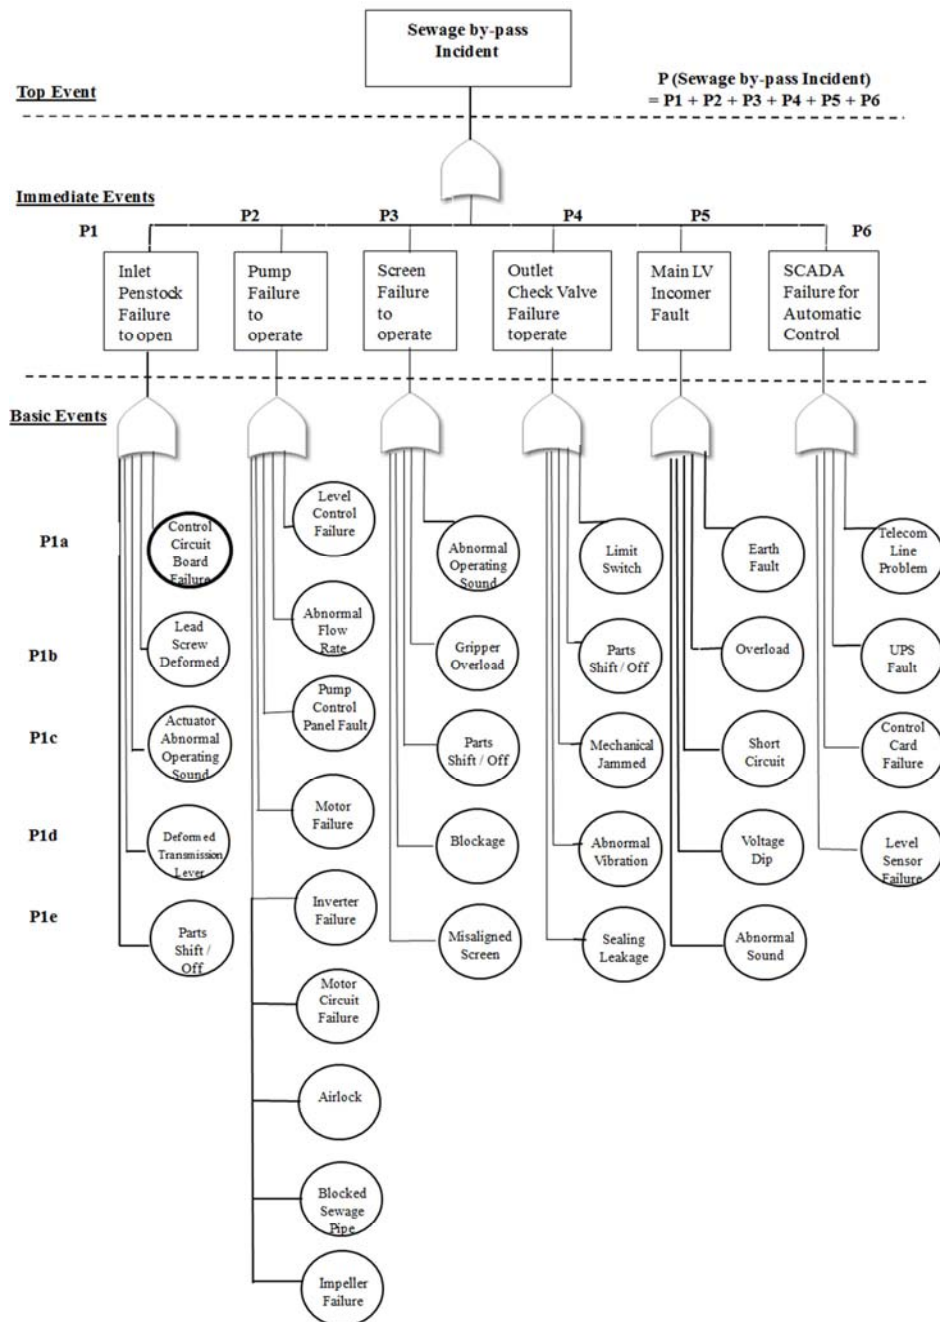 Sewage by-pass
Incident
Top Event
P (Sewage by-pass Incident)
= P1 + P2 + P3 + P4 + P5 + P6
Immediate Events
P1
P2
P3
P4
P5
P6
Inlet
Penstock
Failure
to open
Pump
Failure
to
operate
Screen
Failure
to
operate
Outlet
Check Valve
Failure
toperate
Main LV
Incomer
Fault
SCADA
Failure for
Automatic
Control
Basic Events
P1a
P1b
P1c
P1d
P1e
Control
Circuit
Board
Failure
Lead
Screw
Deformed
Actuator
Abnormal
Operating
Sound
Deformed
Transmission
Lever
Parts
Shift /
Off
Level
Control
Failure
Abnormal
Flow
Rate
Pump
Control
Panel Fault
Motor
Failure
Inverter
Failure
Motor
Circuit
Failure
Airlock
Blocked
Sewage
Pipe
Impeller
Failure
Abnormal
Operating
Sound
Gripper
Overload
Parts
Shift / Off
Blockage
Misaligned
Screen
Limit
Switch
Parts
Shift / Off
Mechanical
Jammed
Abnormal
Vibration
Sealing
Leakage
Earth
Fault
Overload
Short
Circuit
Voltage
Dip
Abnormal
Sound
Telecom
Line
Problem
UPS
Fault
Control
Card
Failure
Level
Sensor
Failure